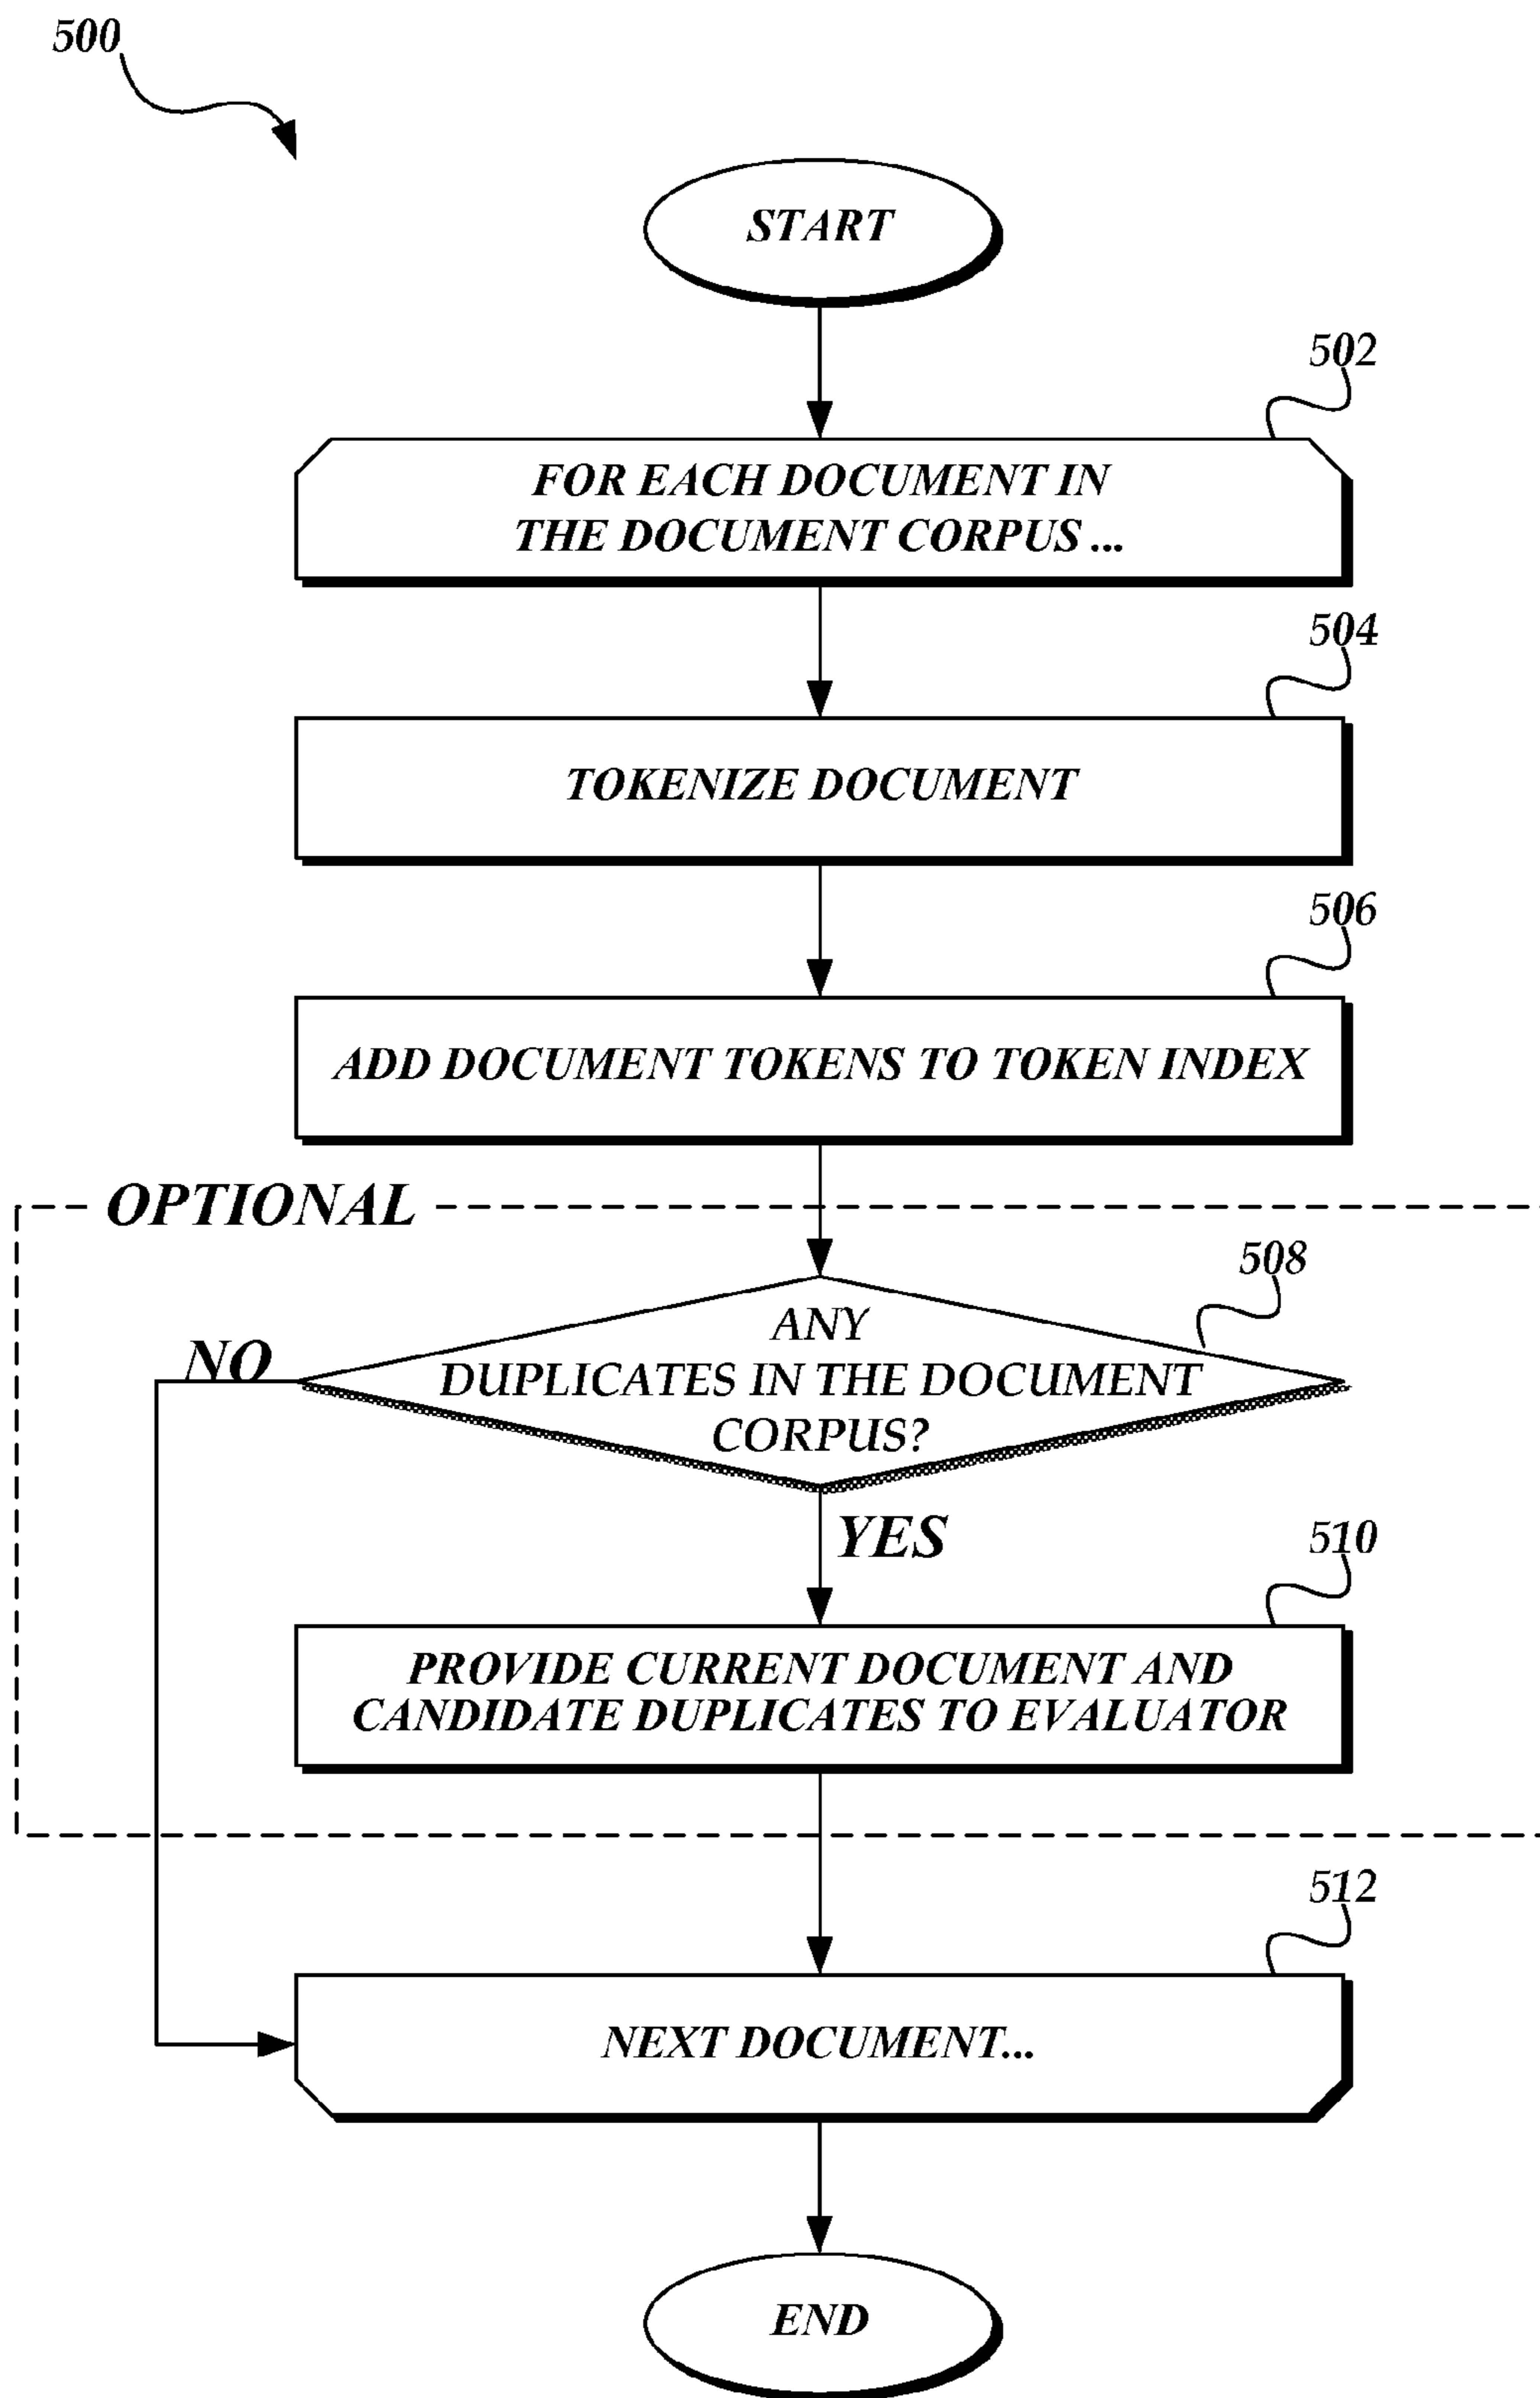 500
START
502
FOR EACH DOCUMENT IN
THE DOCUMENT CORPUS ...
504
TOKENIZE DOCUMENT
506
ADD DOCUMENT TOKENS TO TOKEN INDEX
OPTIONAL
508
ANY
NO
DUPLICATES IN THE DOCUMENT
CORPUS?
YES
510
PROVIDE CURRENT DOCUMENT AND
CANDIDATE DUPLICATES TO EVALUATOR
512
NEXT DOCUMENT...
END